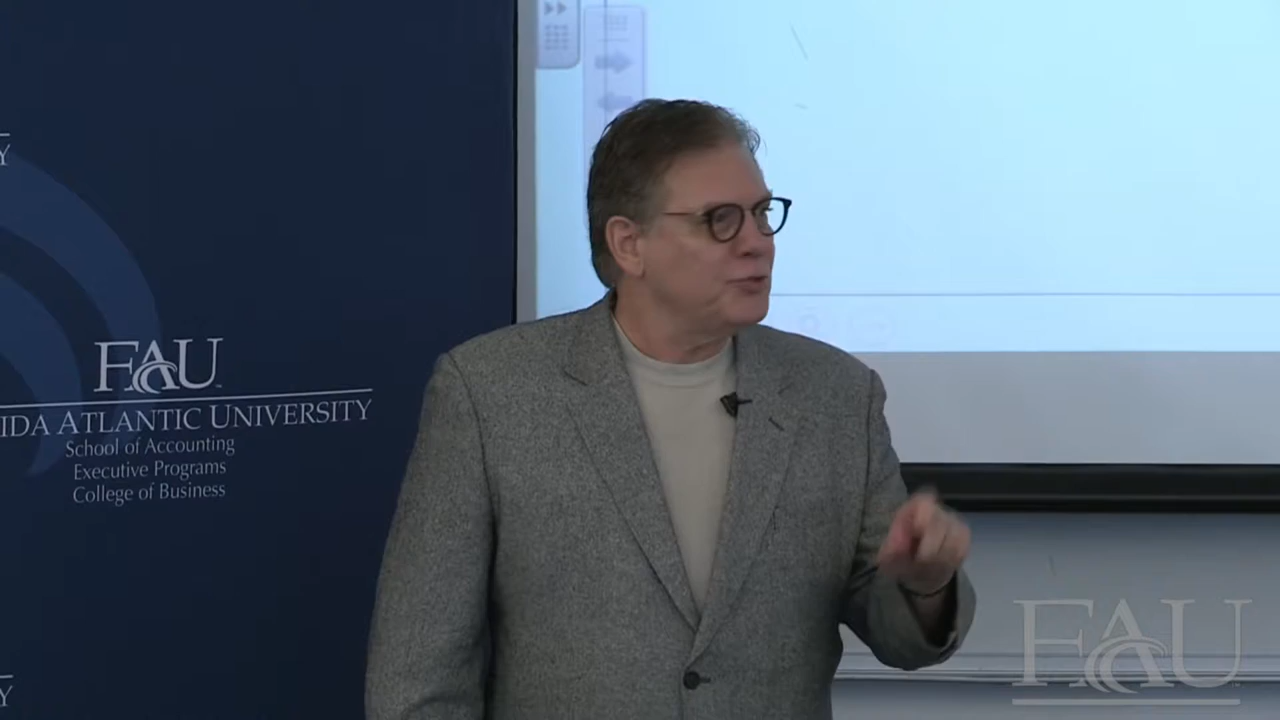 Y
FAU
IDA ATLANTIC UNIVERSITY
School of Accounting
Executive Programs
College of Business
Y
FAU